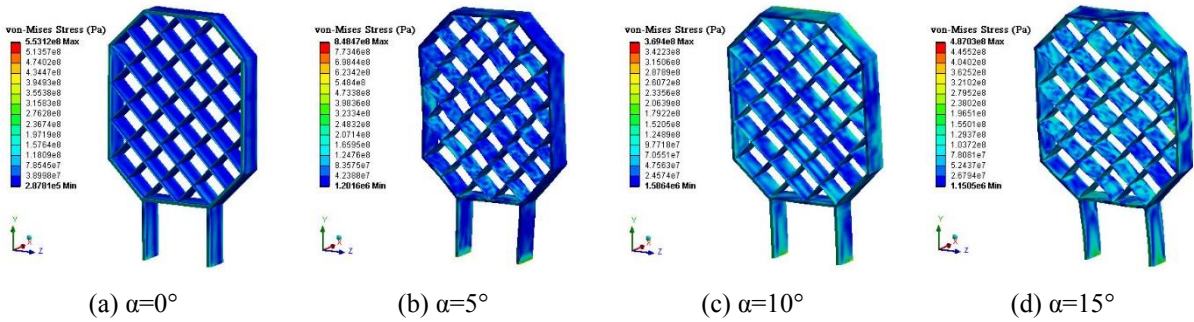 von-Mises Stress (Pa)
5.5312e8 Max
5.1357e8
4.7402e8
4.3447e8
3.9493e8
3.5538e8
3.1583e8
2.7628e8
2.3674e8
1.9719e8
1.5764e8
1.1809e8
7.8545e7
3.8998e7
2.8781e5 Min
Y
X
Z
(a) α=0°
von-Mises Stress (Pa)
8.4847e8 Max
7.7346e8
6.9844e8
6.2342e8
5.484e8
4.7338e8
3.9836e8
3.2334e8
2.4832e8
2.0714e8
1.6595e8
1.2476e8
8.3575e7
4.2388e7
1.2016e6 Min
Y
X
Z
(b) α=5°
von-Mises Stress (Pa)
3.694e8 Max
3.4223e8
3.1506e8
2.8789e8
2.6072e8
2.3356e8
2.0639e8
1.7922e8
1.5205e8
1.2489e8
9.7718e7
7.0551e7
4.7563e7
2.4574e7
1.5864e6 Min
Y
X
Z
(c) α=10°
von-Mises Stress (Pa)
4.8703e8 Max
4.4552e8
4.0402e8
3.6252e8
3.2102e8
2.7952e8
2.3802e8
1.9651e8
1.5501e8
1.2937e8
1.0372e8
7.8081e7
5.2437e7
2.6794e7
1.1505e6 Min
Y
X
Z
(d) α=15°